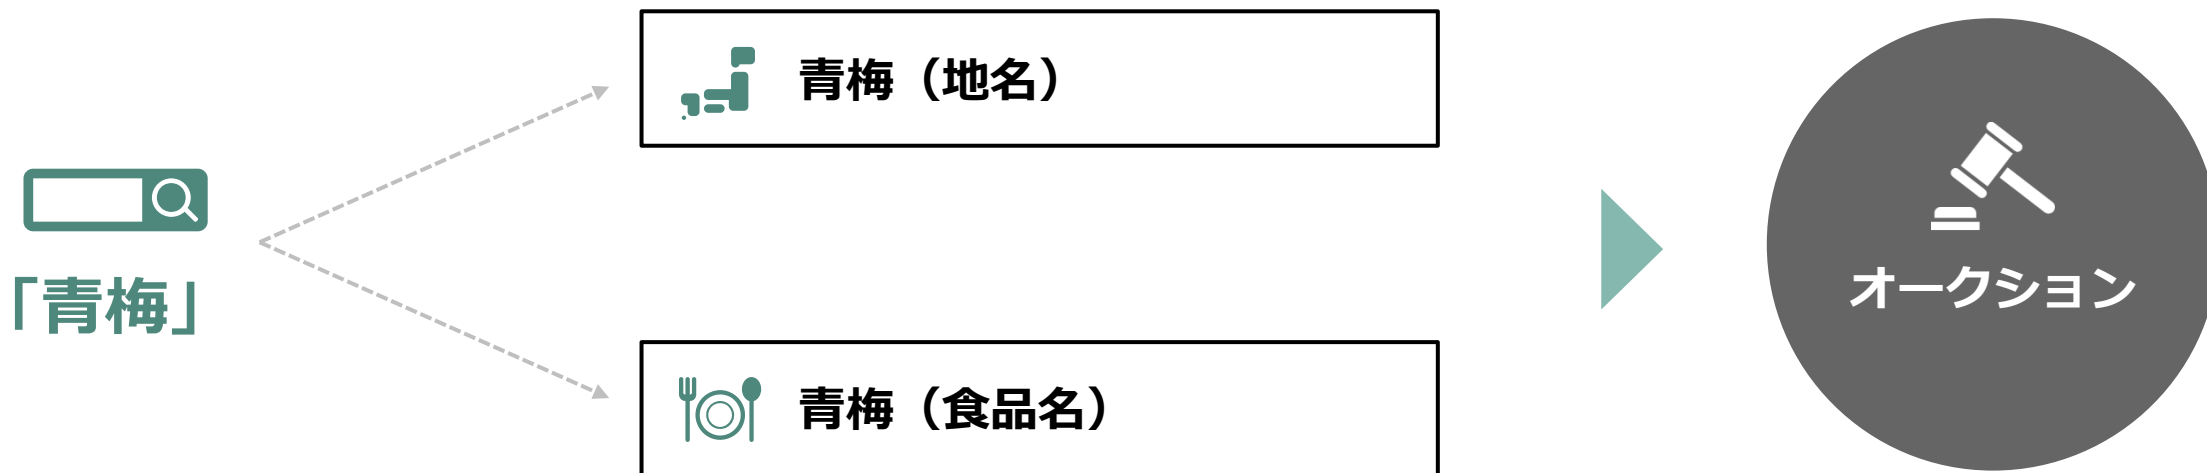 「青梅」
青梅（地名）
青梅（食品名）
オークション